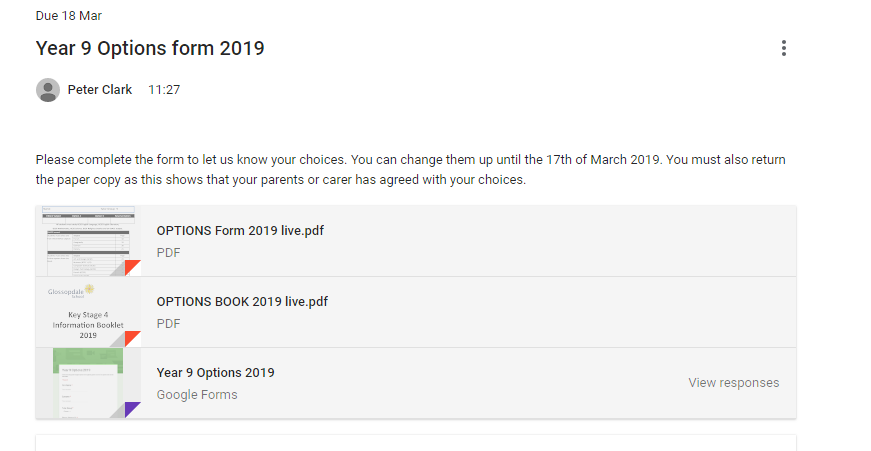 Due 18 Mar
Year 9 Options form 2019
Peter Clark 11:27
Please complete the form to let us know your choices. You can change them up until the 17th of March 2019. You must also return
the paper copy as this shows that your parents or carer has agreed with your choices.
OPTIONS Form 2019 live.pdf
PDF
Glossopdale
School
Key Stage 4
Information Booklet
2019
OPTIONS BOOK 2019 live.pdf
PDF
Year 9 Options 2019
Google Forms
View responses